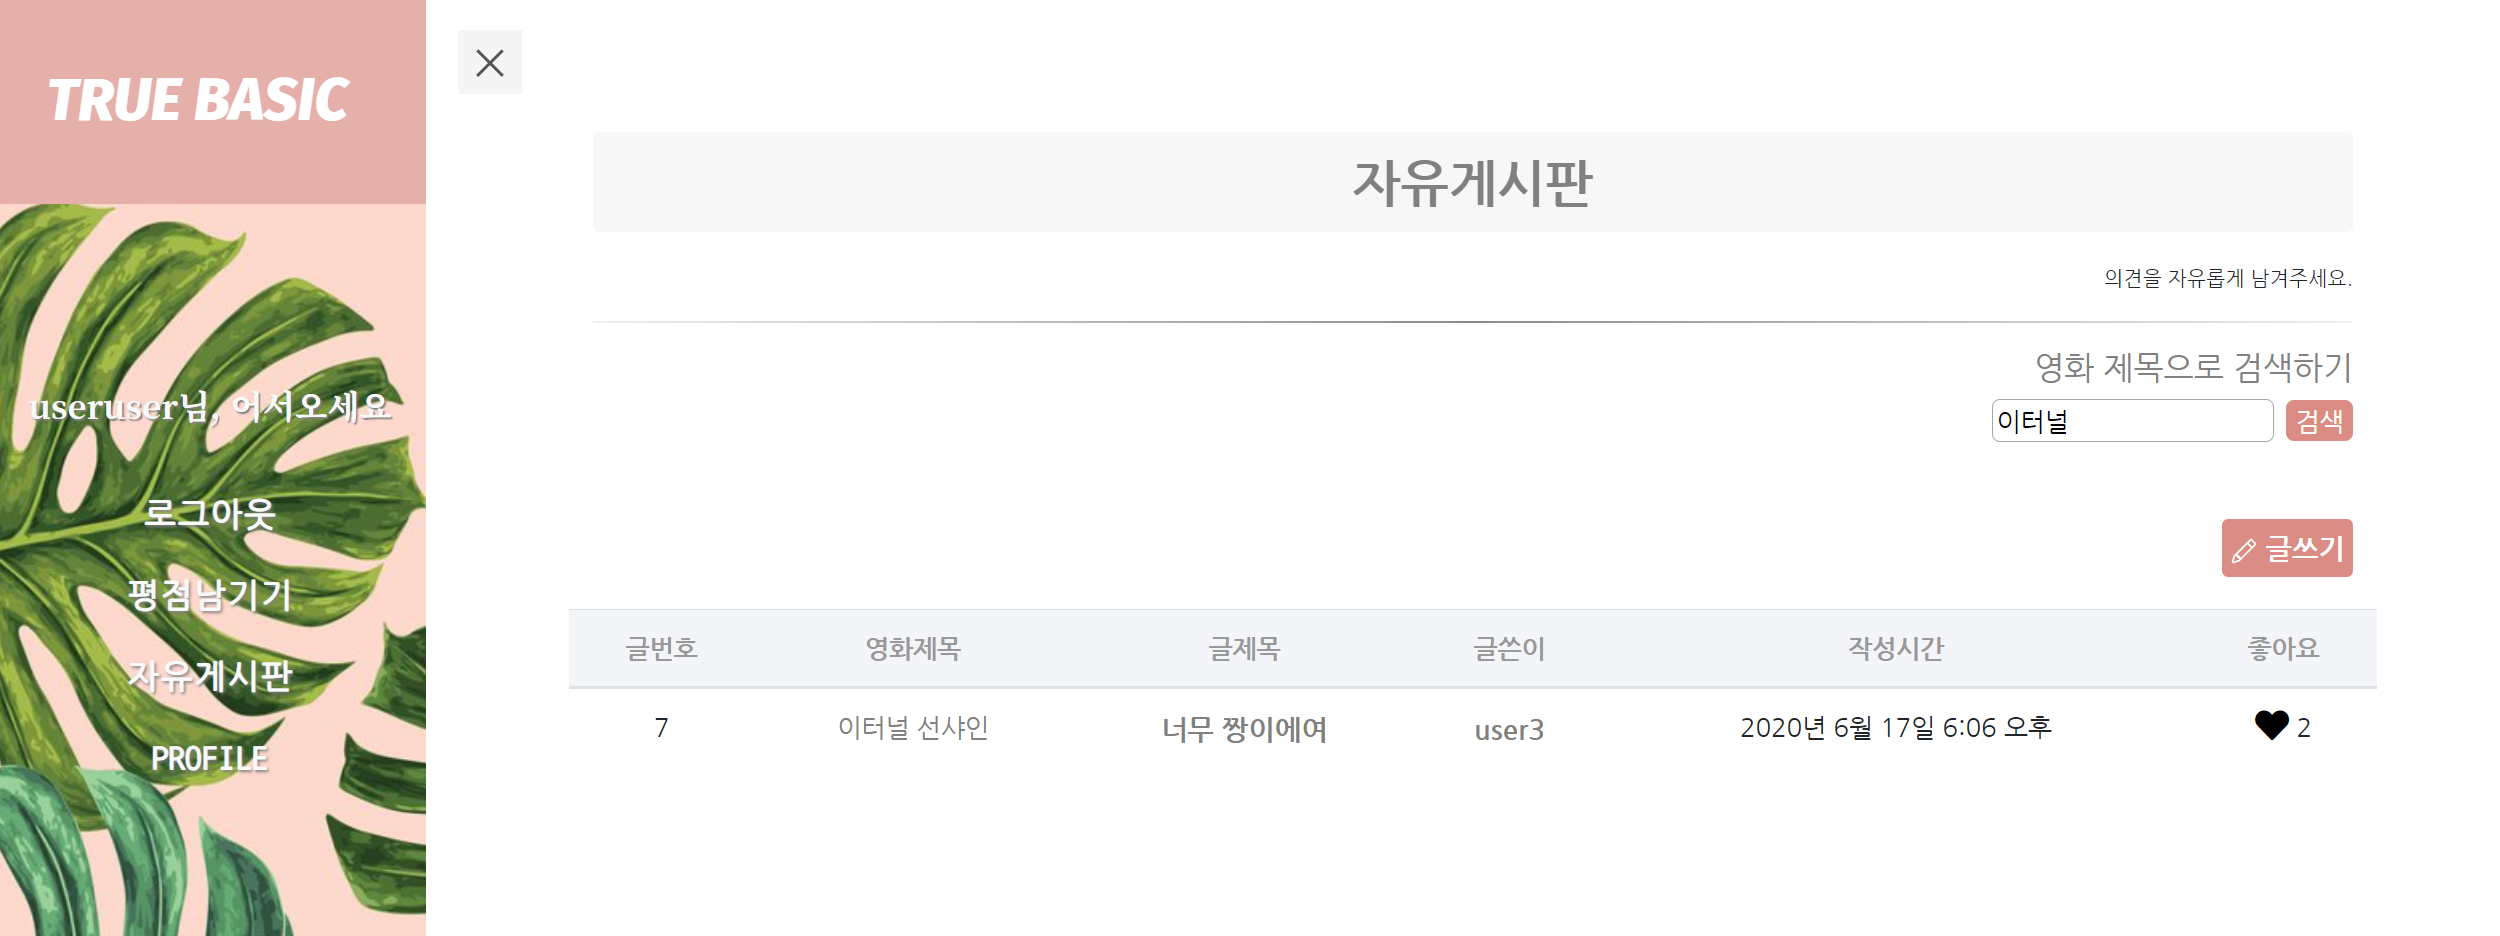 TRUE BASIC
useruser님, 어서오세요
로그아웃
평점남기기
자유게시판
PROFILE
자유게시판
의견을 자유롭게 남겨주세요.
영화 제목으로 검색하기
이터널 검색
글쓰기
글번호 영화제목 글제목 글쓴이 작성시간 좋아요
7 이터널 선샤인 너무 짱이에여 user3 2020년 6월 17일 6:06 오후 2